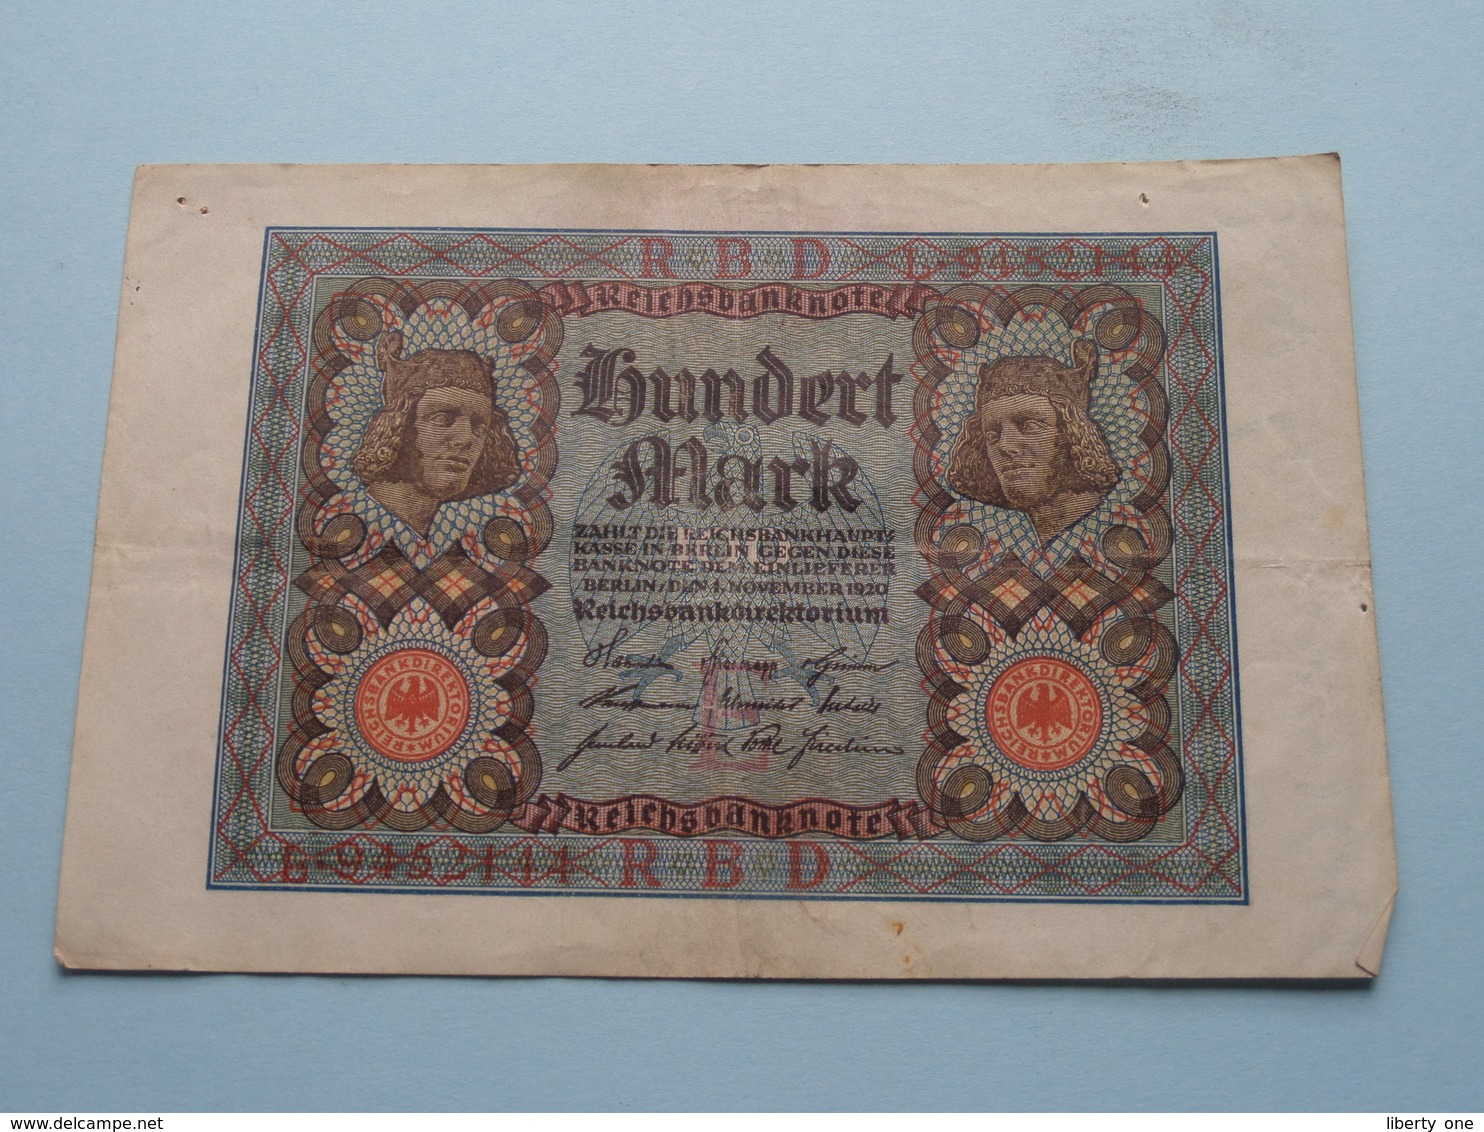 R B D L·9452144
Reichsbanknote
Hundert
Mark
ZAHLT DIE REICHSBANKHAUPT=
KASSE IN BERLIN GEGEN DIESE
BANKNOTE DEM EINLIEFERER
BERLIN, DEN 1. NOVEMBER 1920
Reichsbankdirektorium
REICHSBANKDIREKTORIUM
REICHSBANKDIREKTORIUM
Reichsbanknote
L·9452144 R B D
www.delcampe.net
liberty one